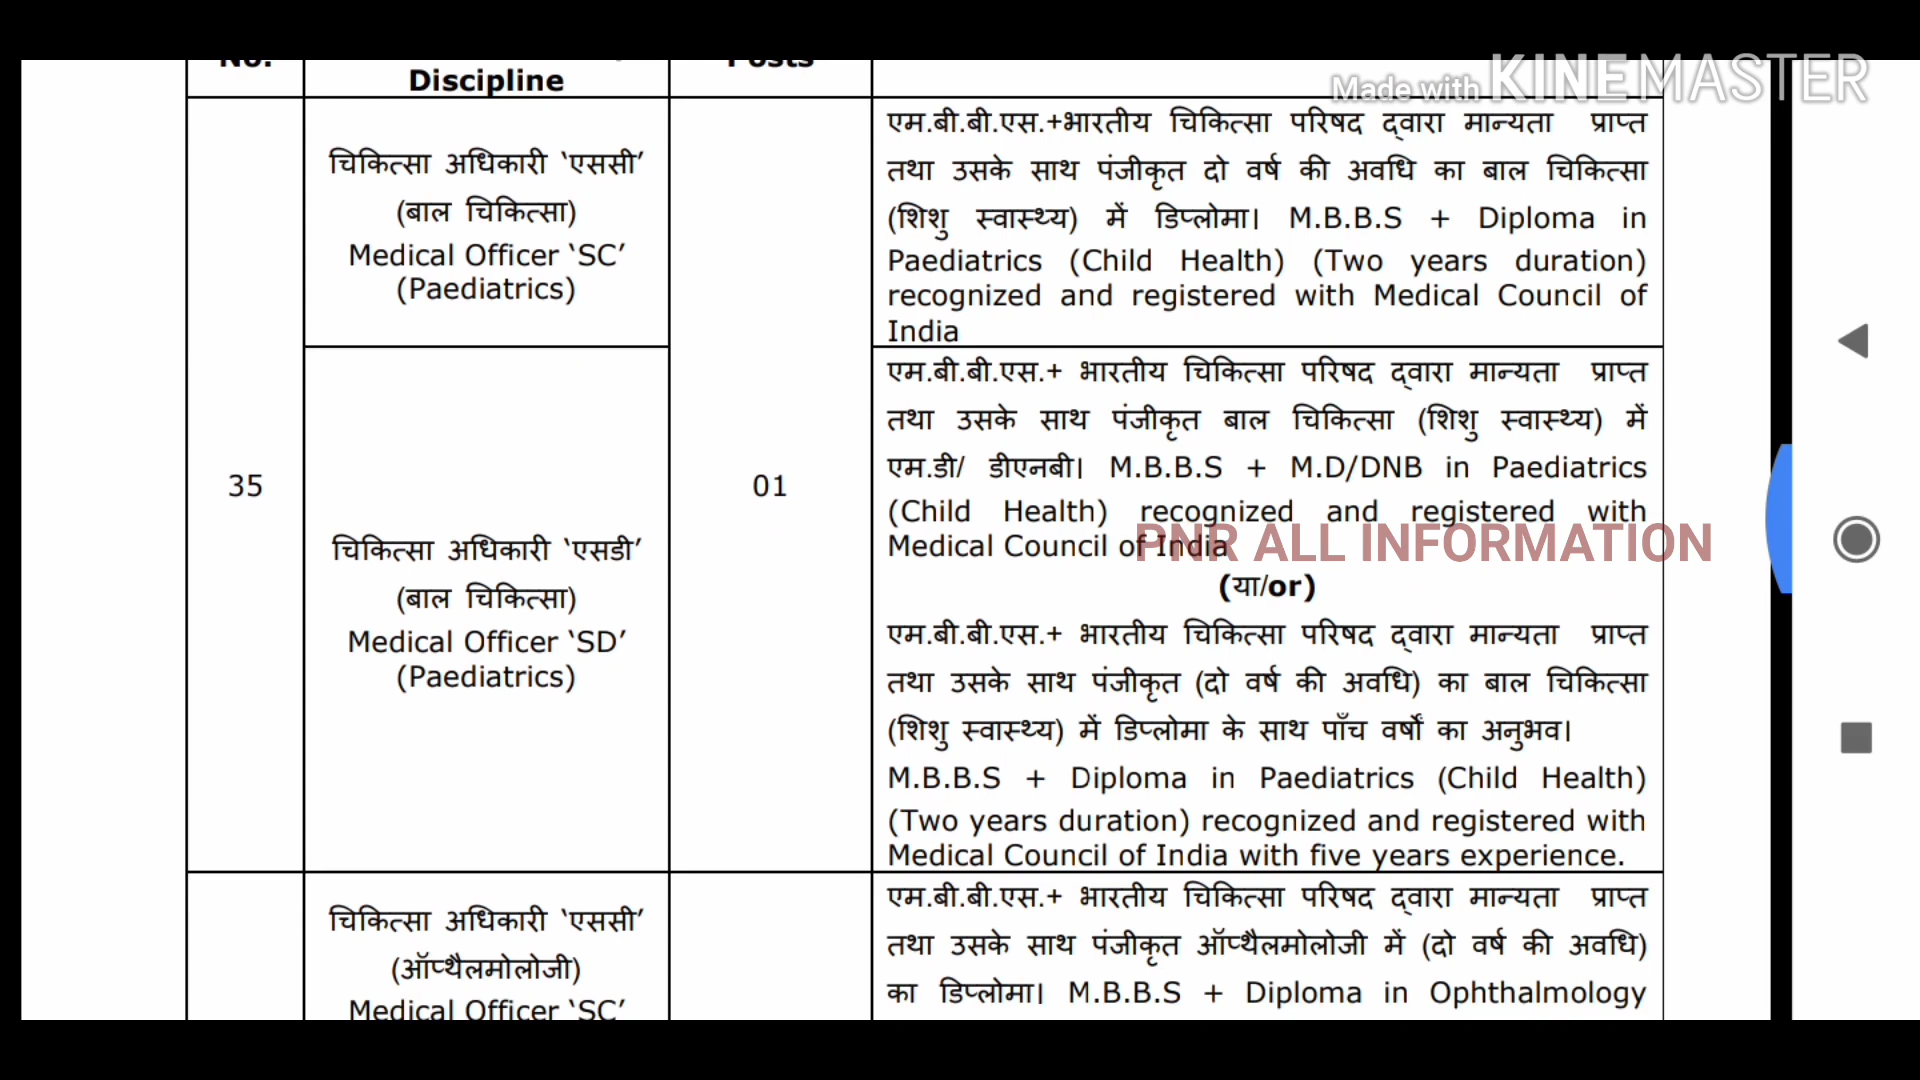 No.
Discipline
Posts
Made with KINEMASTER
35
चिकित्सा अधिकारी ‘एससी’
(बाल चिकित्सा)
Medical Officer ‘SC’
(Paediatrics)
01
एम.बी.बी.एस.+भारतीय चिकित्सा परिषद द्वारा मान्यता प्राप्त
तथा उसके साथ पंजीकृत दो वर्ष की अवधि का बाल चिकित्सा
(शिशु स्वास्थ्य) में डिप्लोमा। M.B.B.S + Diploma in
Paediatrics (Child Health) (Two years duration)
recognized and registered with Medical Council of
India
चिकित्सा अधिकारी ‘एसडी’
(बाल चिकित्सा)
Medical Officer ‘SD’
(Paediatrics)
एम.बी.बी.एस.+ भारतीय चिकित्सा परिषद द्वारा मान्यता प्राप्त
तथा उसके साथ पंजीकृत बाल चिकित्सा (शिशु स्वास्थ्य) में
एम.डी/ डीएनबी। M.B.B.S + M.D/DNB in Paediatrics
(Child Health) recognized and registered with
Medical Council of India
PNR ALL INFORMATION
(या/or)
एम.बी.बी.एस.+ भारतीय चिकित्सा परिषद द्वारा मान्यता प्राप्त
तथा उसके साथ पंजीकृत (दो वर्ष की अवधि) का बाल चिकित्सा
(शिशु स्वास्थ्य) में डिप्लोमा के साथ पाँच वर्षों का अनुभव।
M.B.B.S + Diploma in Paediatrics (Child Health)
(Two years duration) recognized and registered with
Medical Council of India with five years experience.
चिकित्सा अधिकारी ‘एससी’
(ऑप्थैलमोलोजी)
Medical Officer ‘SC’
एम.बी.बी.एस.+ भारतीय चिकित्सा परिषद द्वारा मान्यता प्राप्त
तथा उसके साथ पंजीकृत ऑप्थैलमोलोजी में (दो वर्ष की अवधि)
का डिप्लोमा। M.B.B.S + Diploma in Ophthalmology